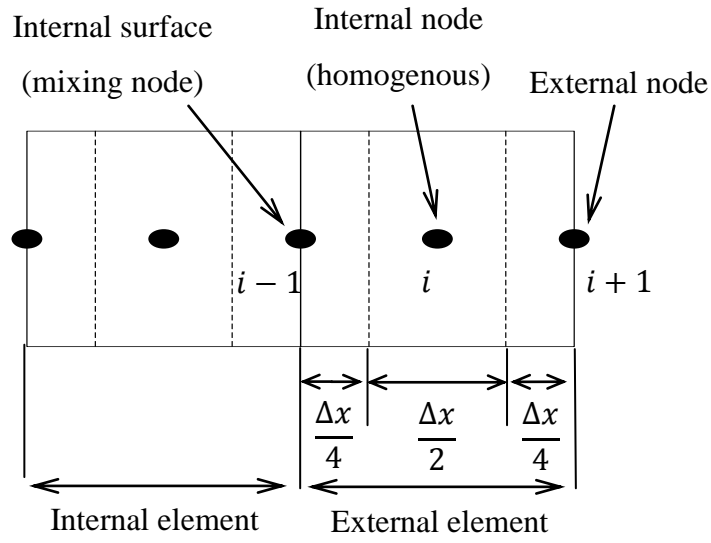 Internal surface
(mixing node)
Internal node
(homogenous)
External node
i − 1
i
i + 1
Δx
4
Δx
2
Δx
4
Internal element
External element